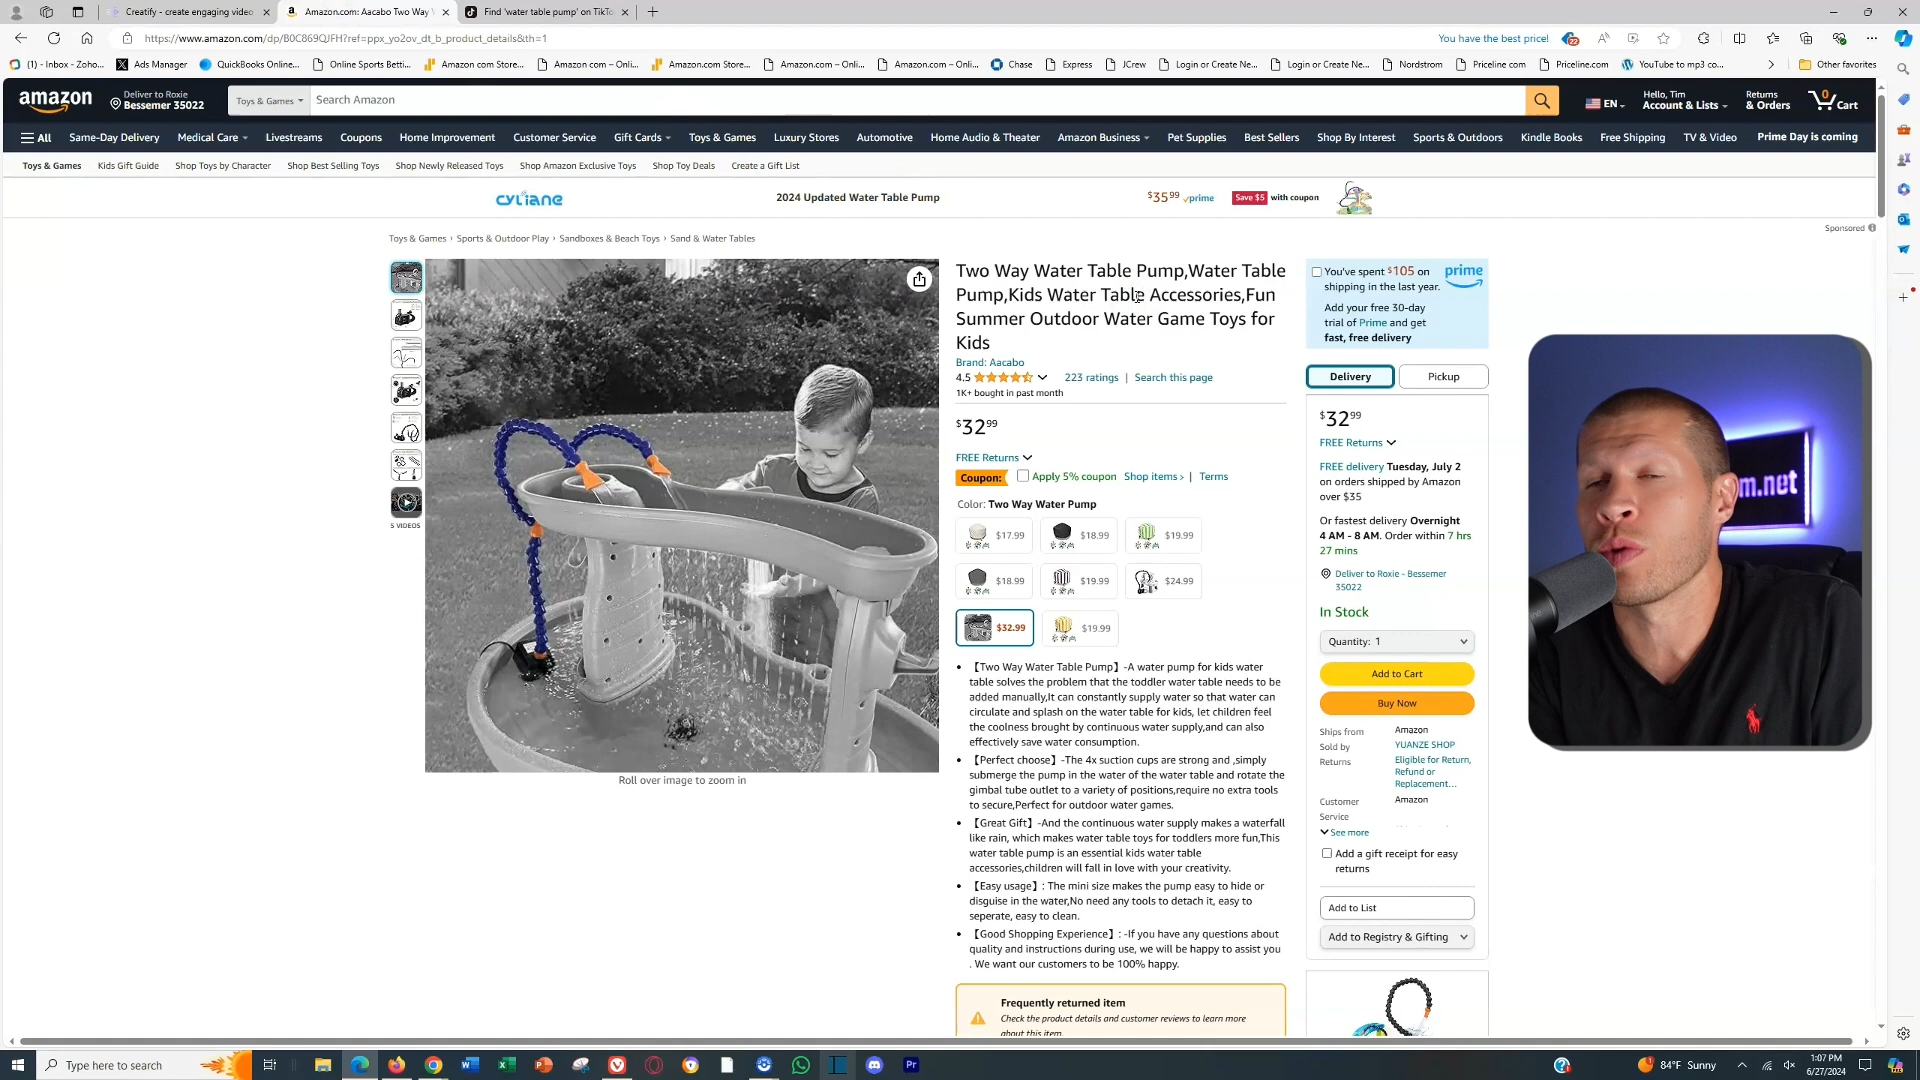 Creatify - create engaging video
Amazon.com: Aacabo Two Way
Find 'water table pump' on TikTo
https://www.amazon.com/dp/B0C869QJFH?ref=ppx_yo2ov_dt_b_product_details&th=1
You have the best price!
22
(1) - Inbox - Zoho...
Ads Manager
QuickBooks Online...
Online Sports Betti...
Amazon com Store...
Amazon com – Onli...
Amazon.com Store...
Amazon.com – Onli...
Amazon.com – Onli...
Chase
Express
JCrew
Login or Create Ne...
Login or Create Ne...
Nordstrom
Priceline com
Priceline.com
YouTube to mp3 co...
Other favorites
amazon
Deliver to Roxie
Bessemer 35022
Toys & Games
Search Amazon
EN
Hello, Tim
Account & Lists
Returns
& Orders
0
Cart
All
Same-Day Delivery
Medical Care
Livestreams
Coupons
Home Improvement
Customer Service
Gift Cards
Toys & Games
Luxury Stores
Automotive
Home Audio & Theater
Amazon Business
Pet Supplies
Best Sellers
Shop By Interest
Sports & Outdoors
Kindle Books
Free Shipping
TV & Video
Prime Day is coming
Toys & Games
Kids Gift Guide
Shop Toys by Character
Shop Best Selling Toys
Shop Newly Released Toys
Shop Amazon Exclusive Toys
Shop Toy Deals
Create a Gift List
cyliane
2024 Updated Water Table Pump
$35 99 prime
Save $5 with coupon
Sponsored
Toys & Games › Sports & Outdoor Play › Sandboxes & Beach Toys › Sand & Water Tables
5 VIDEOS
Roll over image to zoom in
Two Way Water Table Pump,Water Table
Pump,Kids Water Table Accessories,Fun
Summer Outdoor Water Game Toys for
Kids
Brand: Aacabo
4.5
223 ratings | Search this page
1K+ bought in past month
$32 99
FREE Returns
Coupon: Apply 5% coupon Shop items › | Terms
Color: Two Way Water Pump
$17.99
$18.99
$19.99
$18.99
$19.99
$24.99
$32.99
$19.99
• 【Two Way Water Table Pump】-A water pump for kids water
table solves the problem that the toddler water table needs to be
added manually,It can constantly supply water so that water can
circulate and splash on the water table for kids, let children feel
the coolness brought by continuous water supply,and can also
effectively save water consumption.
• 【Perfect choose】-The 4x suction cups are strong and ,simply
submerge the pump in the water of the water table and rotate the
gimbal tube outlet to a variety of positions,require no extra tools
to secure,Perfect for outdoor water games.
• 【Great Gift】-And the continuous water supply makes a waterfall
like rain, which makes water table toys for toddlers more fun,This
water table pump is an essential kids water table
accessories,children will fall in love with your creativity.
• 【Easy usage】: The mini size makes the pump easy to hide or
disguise in the water,No need any tools to detach it, easy to
seperate, easy to clean.
• 【Good Shopping Experience】: -If you have any questions about
quality and instructions during use, we will be happy to assist you
. We want our customers to be 100% happy.
Frequently returned item
Check the product details and customer reviews to learn more
about this item.
You've spent $105 on
shipping in the last year.
prime
Add your free 30-day
trial of Prime and get
fast, free delivery
Delivery
Pickup
$32 99
FREE Returns
FREE delivery Tuesday, July 2
on orders shipped by Amazon
over $35
Or fastest delivery Overnight
4 AM - 8 AM. Order within 7 hrs
27 mins
Deliver to Roxie - Bessemer
35022
In Stock
Quantity: 1
Add to Cart
Buy Now
Ships from Amazon
Sold by YUANZE SHOP
Returns Eligible for Return,
Refund or
Replacement...
Customer Amazon
Service
See more
Add a gift receipt for easy
returns
Add to List
Add to Registry & Gifting
m.net
Type here to search
84°F Sunny
1:07 PM
6/27/2024